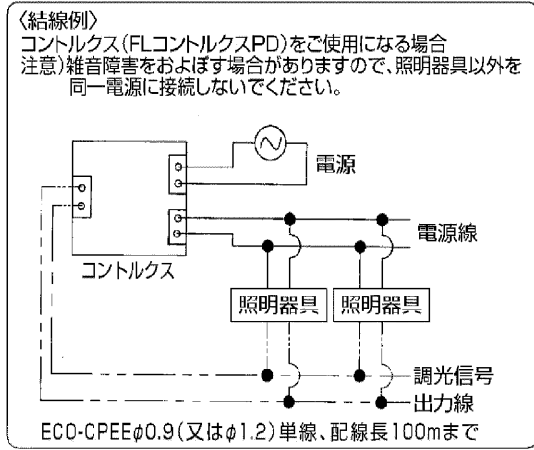 〈結線例〉
コントルクス(FLコントルクスPD)をご使用になる場合
注意)雑音障害をおよぼす場合がありますので、照明器具以外を
同一電源に接続しないでください。
電源
電源線
コントルクス
照明器具 照明器具
調光信号
出力線
ECO-CPEEφ0.9(又はφ1.2)単線、配線長100mまで